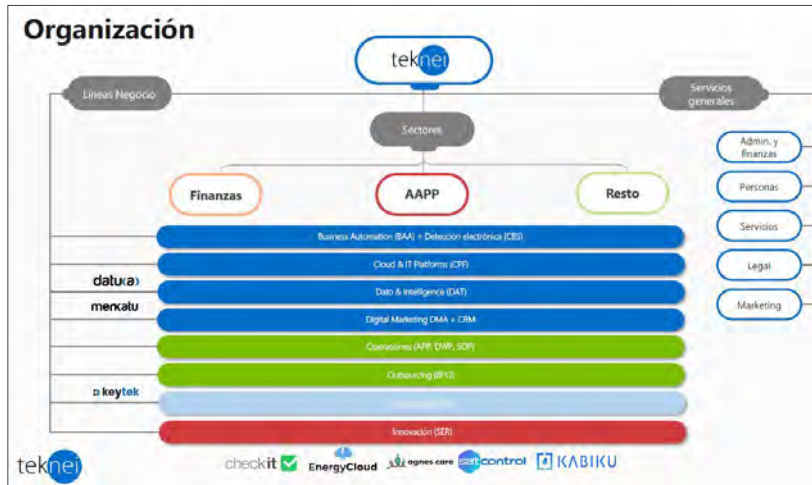 Organización
teknei
Líneas Negocio
Servicios
generales
Sectores
Admin. y
finanzas
Finanzas
AAPP
Resto
Personas
Servicios
Legal
Marketing
Business Automation (BAA) + Detección electrónica (CBS)
Cloud & IT Platforms (CPF)
datu(a)
Dato & Intelligence (DAT)
merkatu
Digital Marketing DMA + CRM
Operaciones (APP, DWP, SOP)
Outsourcing
keytek
Innovación (SER)
teknei
checkit
EnergyCloud
agnes care
control
KABIKU